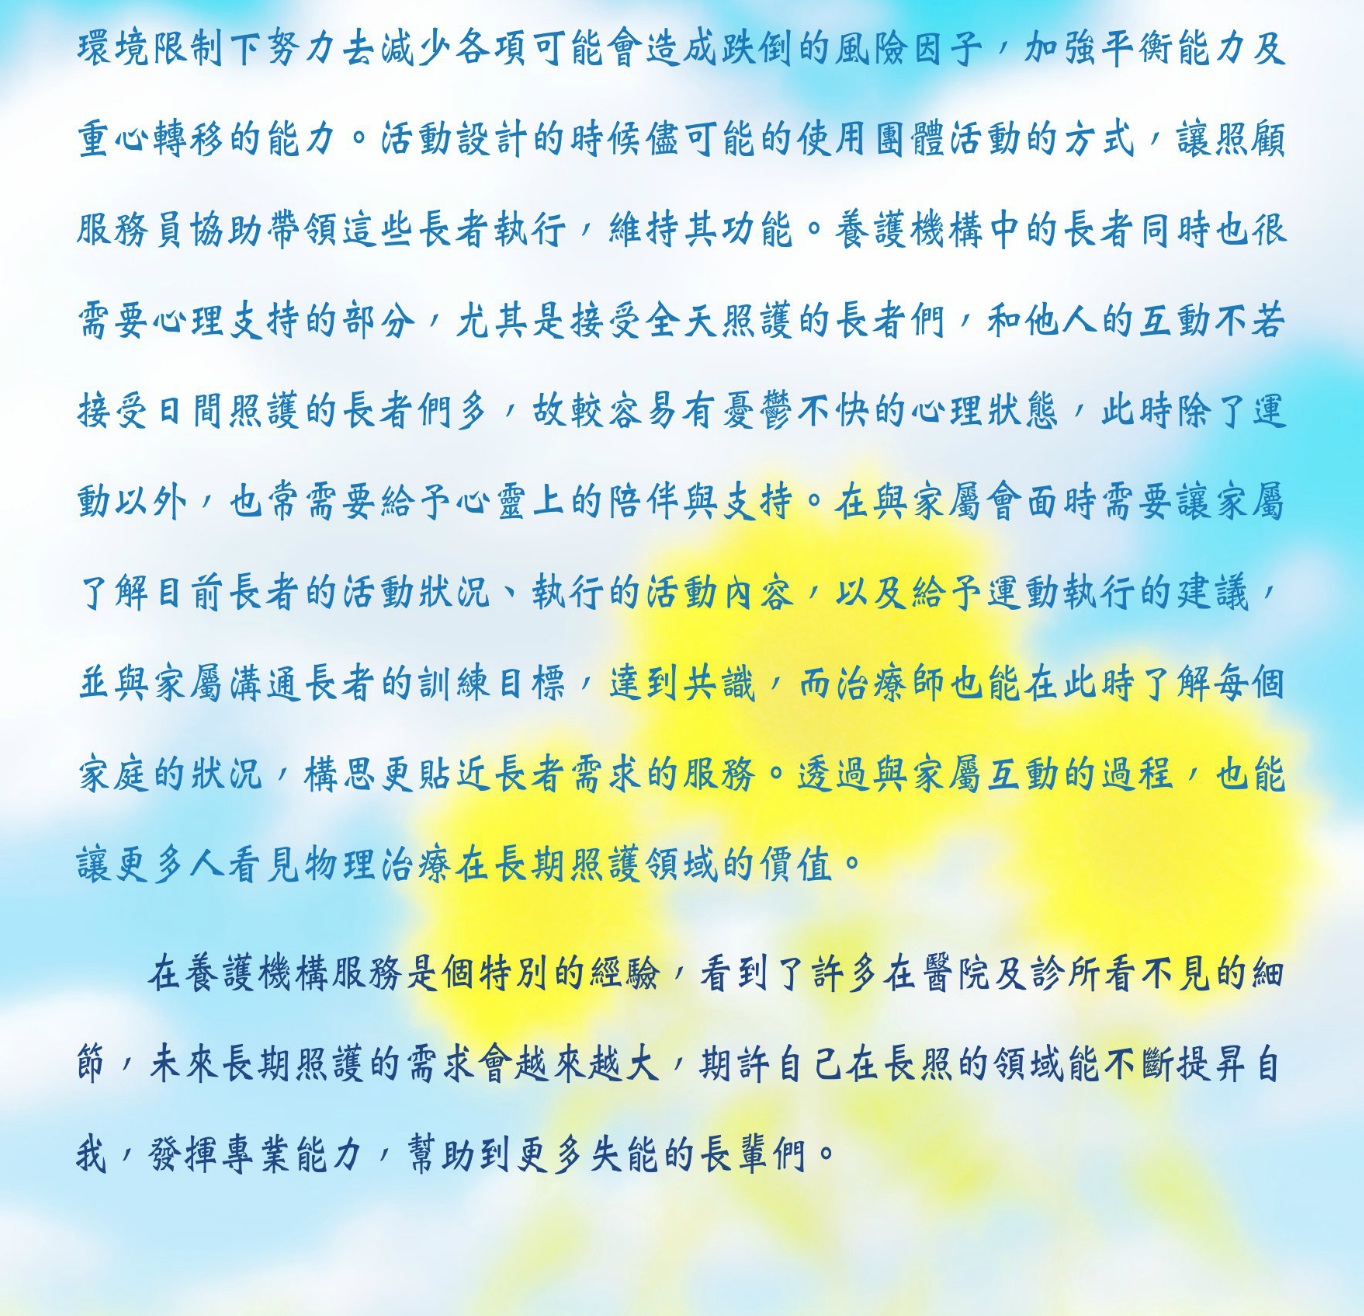 環境限制下努力去減少各項可能會造成跌倒的風險因子，加強平衡能力及
重心轉移的能力。活動設計的時候儘可能的使用團體活動的方式，讓照顧
服務員協助帶領這些長者執行，維持其功能。養護機構中的長者同時也很
需要心理支持的部分，尤其是接受全天照護的長者們，和他人的互動不若
接受日間照護的長者們多，故較容易有憂鬱不快的心理狀態，此時除了運
動以外，也常需要給予心靈上的陪伴與支持。在與家屬會面時需要讓家屬
了解目前長者的活動狀況、執行的活動內容，以及給予運動執行的建議，
並與家屬溝通長者的訓練目標，達到共識，而治療師也能在此時了解每個
家庭的狀況，構思更貼近長者需求的服務。透過與家屬互動的過程，也能
讓更多人看見物理治療在長期照護領域的價值。
在養護機構服務是個特別的經驗，看到了許多在醫院及診所看不見的細
節，未來長期照護的需求會越來越大，期許自己在長照的領域能不斷提昇自
我，發揮專業能力，幫助到更多失能的長輩們。